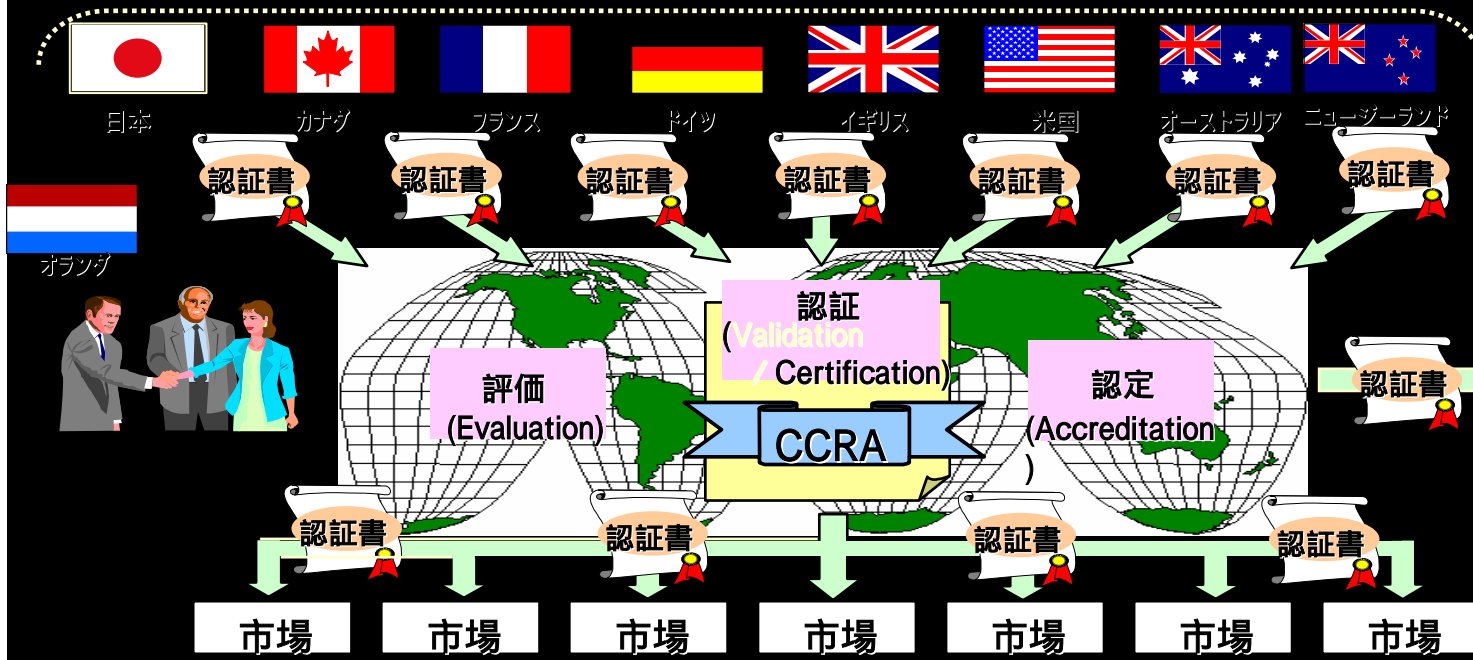 日本
カナダ
フランス
ドイツ
イギリス
米国
オーストラリア
ニュージーランド
認証書
認証書
認証書
認証書
認証書
認証書
認証書
オランダ
認証
(Validation
/ Certification)
評価
(Evaluation)
認定
(Accreditation
)
認証書
CCRA
認証書
認証書
認証書
認証書
市場
市場
市場
市場
市場
市場
市場